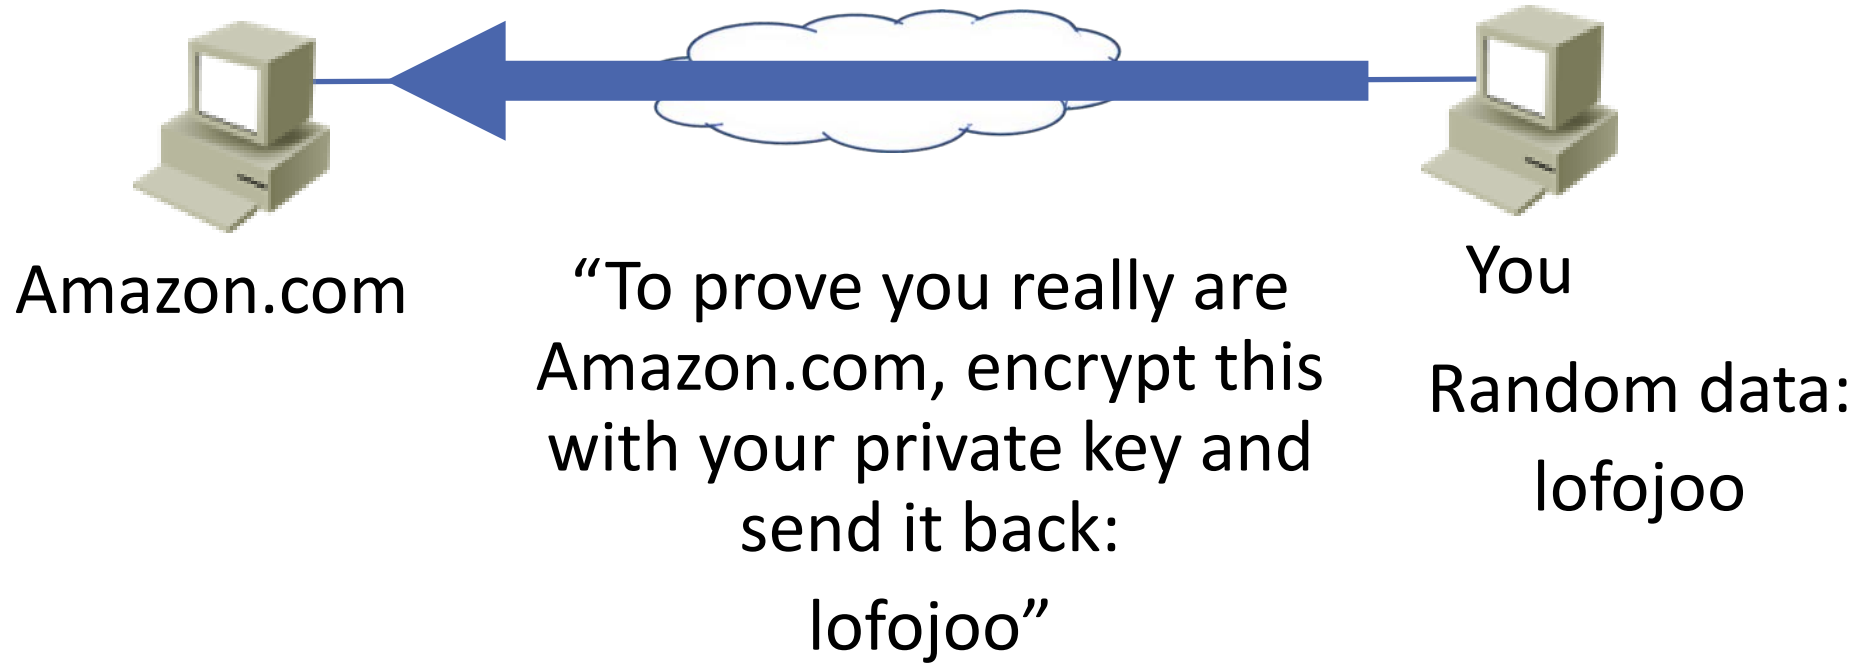 Amazon.com
“To prove you really are
Amazon.com, encrypt this
with your private key and
send it back:
lofojoo”
You
Random data:
lofojoo